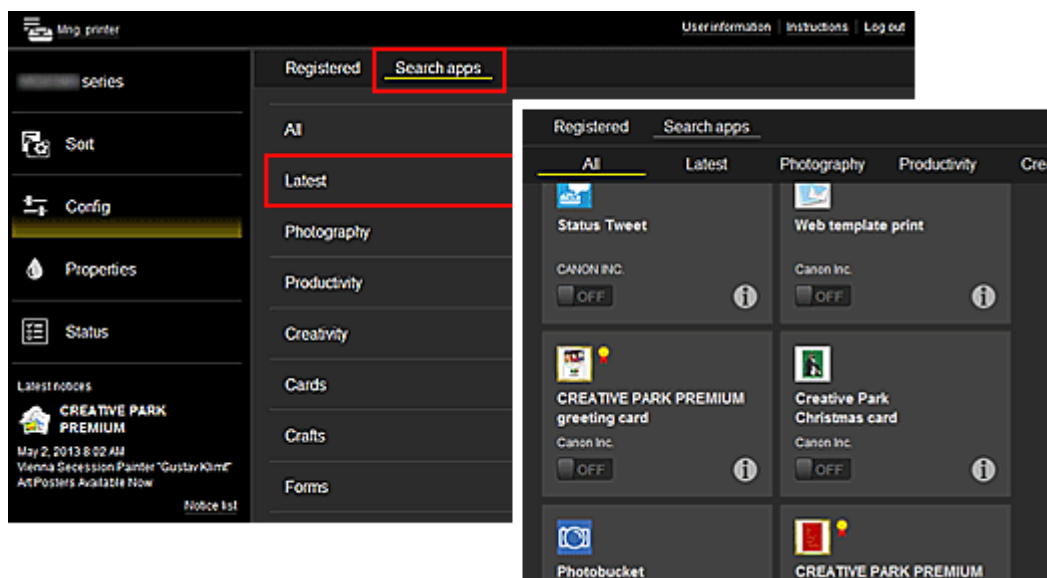 Mng. printer
User information
Instructions
Log out
series
Sort
Config
Properties
Status
Latest notices
CREATIVE PARK
PREMIUM
May 2, 2013 8:02 AM
Vienna Secession Painter "Gustav Klimt"
Art Posters Available Now
Notice list
Registered
Search apps
All
Latest
Photography
Productivity
Creativity
Cards
Crafts
Forms
Registered
Search apps
All
Latest
Photography
Productivity
Cre
Status Tweet
CANON INC.
OFF
Web template print
Canon Inc.
OFF
CREATIVE PARK PREMIUM
greeting card
Canon Inc.
OFF
Creative Park
Christmas card
Canon Inc.
OFF
Photobucket
CREATIVE PARK PREMIUM